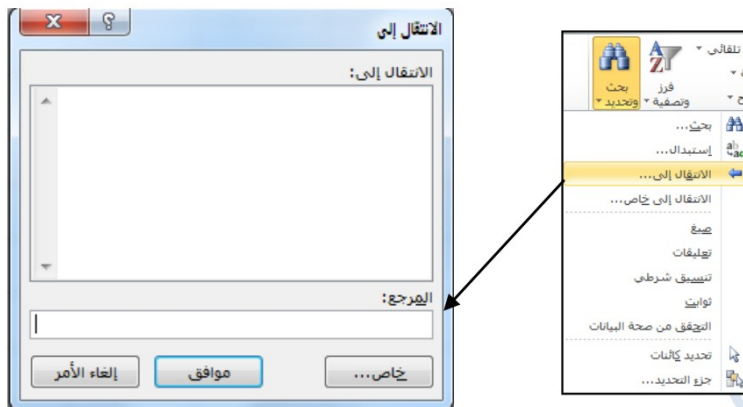 الانتقال إلى
الانتقال إلى:
المرجع:
خاص...
موافق
إلغاء الأمر
تلقائي
فرز
وتصفية
بحث
وتحديد
بحث...
إستبدال...
الانتقال إلى...
الانتقال إلى خاص...
صيغ
تعليقات
تنسيق شرطي
ثوابت
التحقق من صحة البيانات
تحديد كائنات
جزء التحديد...